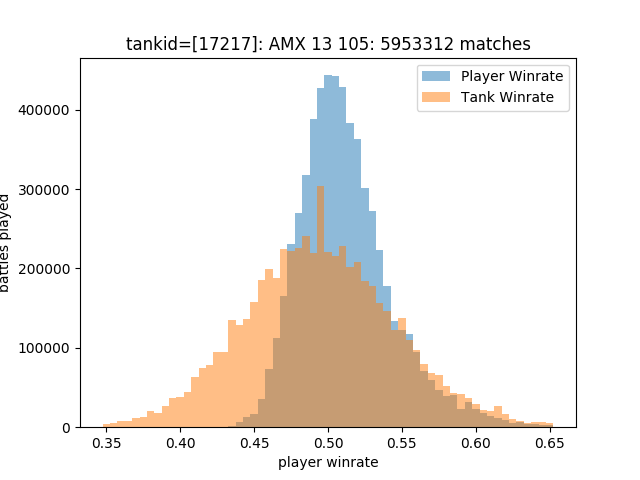 tankid=[17217]: AMX 13 105: 5953312 matches
Player Winrate
Tank Winrate
battles played
400000
300000
200000
100000
0
0.35 0.40 0.45 0.50 0.55 0.60 0.65
player winrate